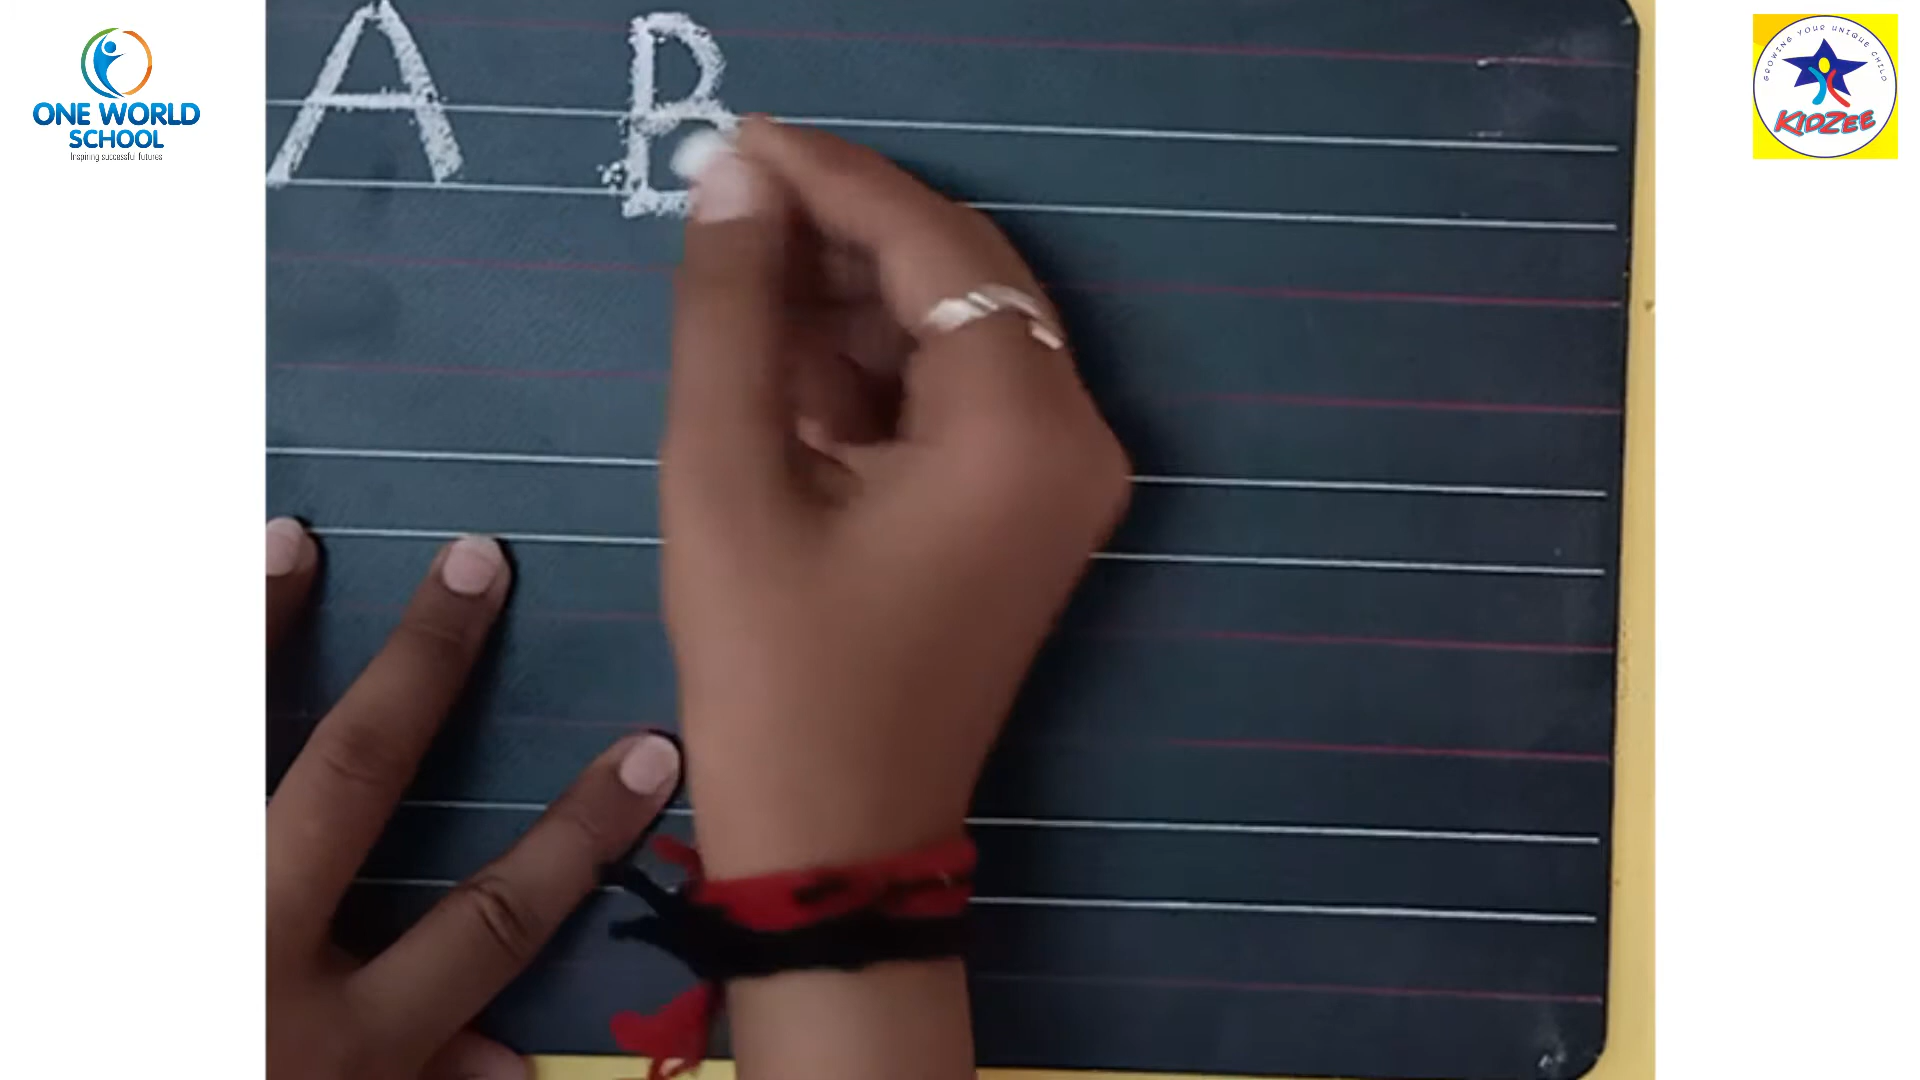 A B
ONE WORLD
SCHOOL
Inspiring successful futures
GROWING YOUR UNIQUE CHILD
KIDZEE